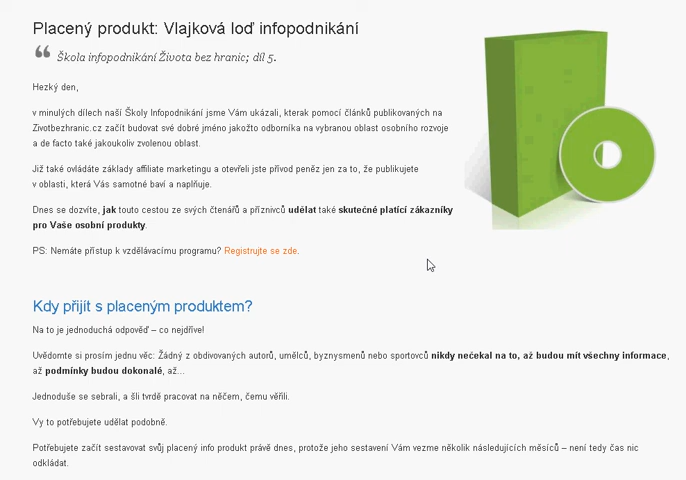 Placený produkt: Vlajková loď infopodnikání
“ Škola infopodnikání Života bez hranic; díl 5.
Hezký den,
v minulých dílech naší Školy Infopodnikání jsme Vám ukázali, kterak pomocí článků publikovaných na
Zivotbezhranic.cz začít budovat své dobré jméno jakožto odborníka na vybranou oblast osobního rozvoje
a de facto také jakoukoliv zvolenou oblast.
Již také ovládáte základy affiliate marketingu a otevřeli jste přívod peněz jen za to, že publikujete
v oblasti, která Vás samotné baví a naplňuje.
Dnes se dozvíte, jak touto cestou ze svých čtenářů a příznivců udělat také skutečné platící zákazníky
pro Vaše osobní produkty.
PS: Nemáte přístup k vzdělávacímu programu? Registrujte se zde.
Kdy přijít s placeným produktem?
Na to je jednoduchá odpověď – co nejdříve!
Uvědomte si prosím jednu věc: Žádný z obdivovaných autorů, umělců, byznysmenů nebo sportovců nikdy nečekal na to, až budou mít všechny informace,
až podmínky budou dokonalé, až...
Jednoduše se sebrali, a šli tvrdě pracovat na něčem, čemu věřili.
Vy to potřebujete udělat podobně.
Potřebujete začít sestavovat svůj placený info produkt právě dnes, protože jeho sestavení Vám vezme několik následujících měsíců – není tedy čas nic
odkládat.